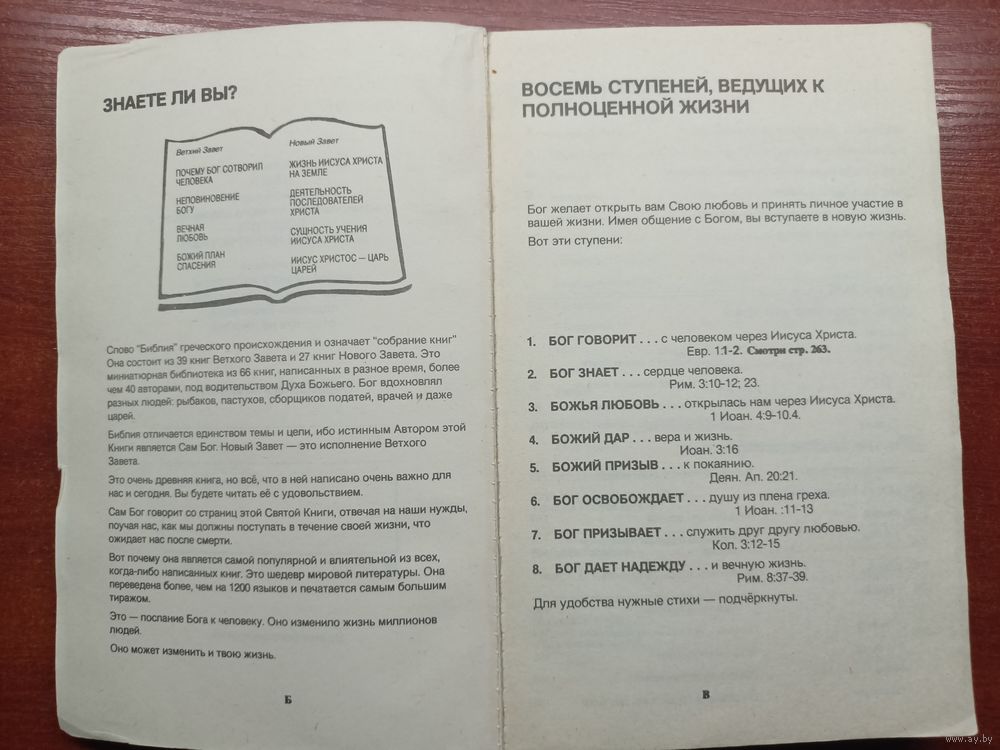 ЗНАЕТЕ ЛИ ВЫ?
Ветхий Завет
ПОЧЕМУ БОГ СОТВОРИЛ
ЧЕЛОВЕКА
НЕПОВИНОВЕНИЕ
БОГУ
ВЕЧНАЯ
ЛЮБОВЬ
БОЖИЙ ПЛАН
СПАСЕНИЯ
Новый Завет
ЖИЗНЬ ИИСУСА ХРИСТА
НА ЗЕМЛЕ
ДЕЯТЕЛЬНОСТЬ
ПОСЛЕДОВАТЕЛЕЙ
ХРИСТА
СУЩНОСТЬ УЧЕНИЯ
ИИСУСА ХРИСТА
ИИСУС ХРИСТОС — ЦАРЬ
ЦАРЕЙ
Слово "Библия" греческого происхождения и означает "собрание книг"
Она состоит из 39 книг Ветхого Завета и 27 книг Нового Завета. Это
миниатюрная библиотека из 66 книг, написанных в разное время, более
чем 40 авторами, под водительством Духа Божьего. Бог вдохновлял
разных людей: рыбаков, пастухов, сборщиков податей, врачей и даже
царей.
Библия отличается единством темы и цели, ибо истинным Автором этой
Книги является Сам Бог. Новый Завет — это исполнение Ветхого
Завета.
Это очень древняя книга, но всё, что в ней написано очень важно для
нас и сегодня. Вы будете читать её с удовольствием.
Сам Бог говорит со страниц этой Святой Книги, отвечая на наши нужды,
поучая нас, как мы должны поступать в течение своей жизни, что
ожидает нас после смерти.
Вот почему она является самой популярной и влиятельной из всех,
когда-либо написанных книг. Это шедевр мировой литературы. Она
переведена более, чем на 1200 языков и печатается самым большим
тиражом.
Это — послание Бога к человеку. Оно изменило жизнь миллионов
людей.
Оно может изменить и твою жизнь.
Б
ВОСЕМЬ СТУПЕНЕЙ, ВЕДУЩИХ К
ПОЛНОЦЕННОЙ ЖИЗНИ
Бог желает открыть вам Свою любовь и принять личное участие в
вашей жизни. Имея общение с Богом, вы вступаете в новую жизнь.
Вот эти ступени:
1. БОГ ГОВОРИТ . . . с человеком через Иисуса Христа.
Евр. 1:1-2. Смотри стр. 263.
2. БОГ ЗНАЕТ . . . сердце человека.
Рим. 3:10-12; 23.
3. БОЖЬЯ ЛЮБОВЬ . . . открылась нам через Иисуса Христа.
1 Иоан. 4:9-10.4.
4. БОЖИЙ ДАР . . . вера и жизнь.
Иоан. 3:16
5. БОЖИЙ ПРИЗЫВ . . . к покаянию.
Деян. Ап. 20:21.
6. БОГ ОСВОБОЖДАЕТ . . . душу из плена греха.
1 Иоан. :11-13
7. БОГ ПРИЗЫВАЕТ . . . служить друг другу любовью.
Кол. 3:12-15
8. БОГ ДАЕТ НАДЕЖДУ . . . и вечную жизнь.
Рим. 8:37-39.
Для удобства нужные стихи — подчёркнуты.
В
www.ay.by